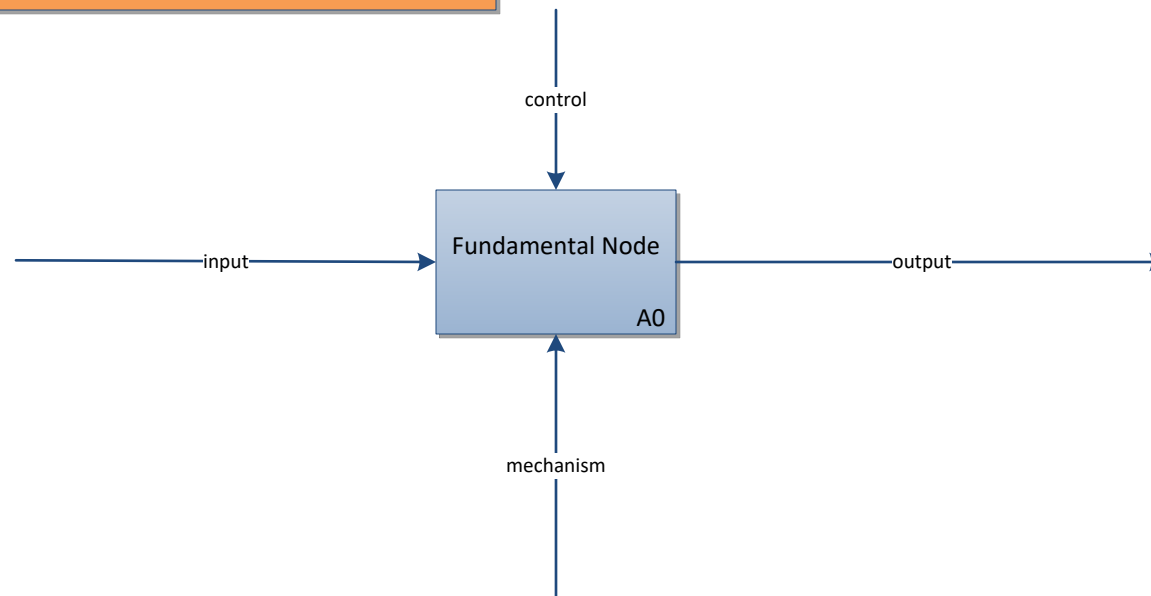 control
Fundamental Node
input
output
A0
mechanism